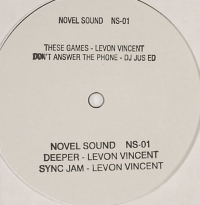 NOVEL SOUND NS-01
THESE GAMES - LEVON VINCENT
DON'T ANSWER THE PHONE - DJ JUS ED
NOVEL SOUND NS-01
DEEPER - LEVON VINCENT
SYNC JAM - LEVON VINCENT